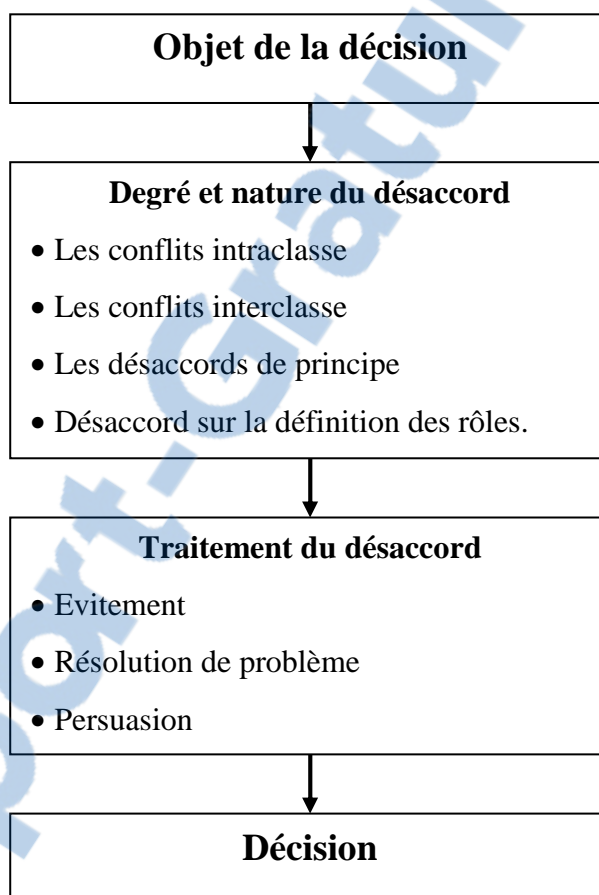 Objet de la décision
Degré et nature du désaccord
• Les conflits intraclasse
• Les conflits interclasse
• Les désaccords de principe
• Désaccord sur la définition des rôles.
Traitement du désaccord
• Evitement
• Résolution de problème
• Persuasion
Décision